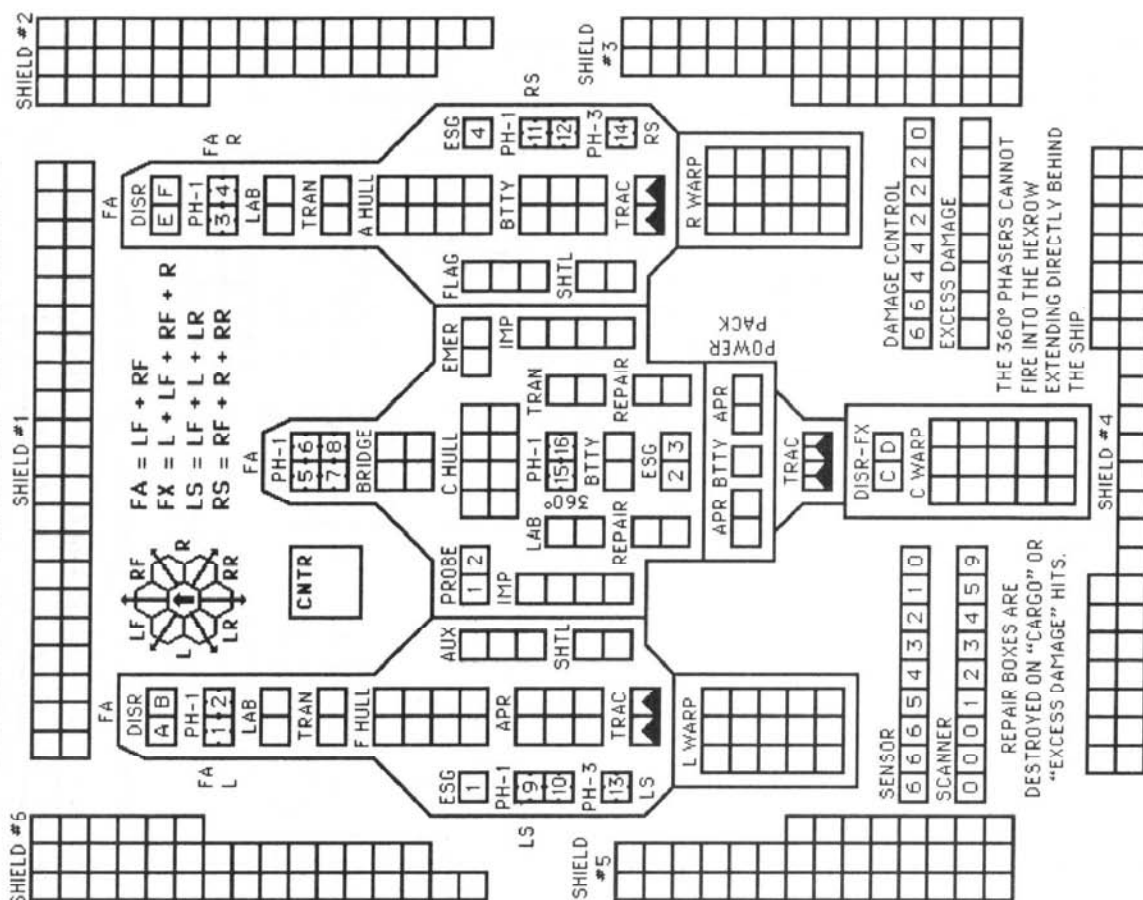 SHIELD #1
SHIELD #6
SHIELD #2
FA = LF + RF
FX = L + LF + RF + R
LS = LF + L + LR
RS = RF + R + RR
LF
RF
L
R
LR
RR
CNTR
FA
DISR
A B
PH-1
1 2
FA
L
LAB
TRAN
F HULL
FA
PH-1
5 6
7 8
BRIDGE
FA
DISR
E F
PH-1
3 4
FA
R
LAB
TRAN
A HULL
AUX
PROBE
1 2
C HULL
EMER
FLAG
ESG
1
PH-1
9
10
PH-3
13
LS
LS
APR
TRAC
SHTL
IMP
LAB
REPAIR
360°
PH-1
15 16
BTTY
ESG
2 3
TRAN
REPAIR
IMP
SHTL
BTTY
TRAC
ESG
4
PH-1
11
12
PH-3
14
RS
RS
APR
BTTY
APR
POWER
PACK
TRAC
L WARP
DISR-FX
C D
C WARP
R WARP
SHIELD
#5
SHIELD
#3
SENSOR
6 6 6 5 4 3 2 1 0
SCANNER
0 0 0 1 2 3 4 5 9
REPAIR BOXES ARE
DESTROYED ON "CARGO" OR
"EXCESS DAMAGE" HITS.
DAMAGE CONTROL
6 6 4 4 2 2 2 0
EXCESS DAMAGE
THE 360° PHASERS CANNOT
FIRE INTO THE HEXROW
EXTENDING DIRECTLY BEHIND
THE SHIP.
SHIELD #4